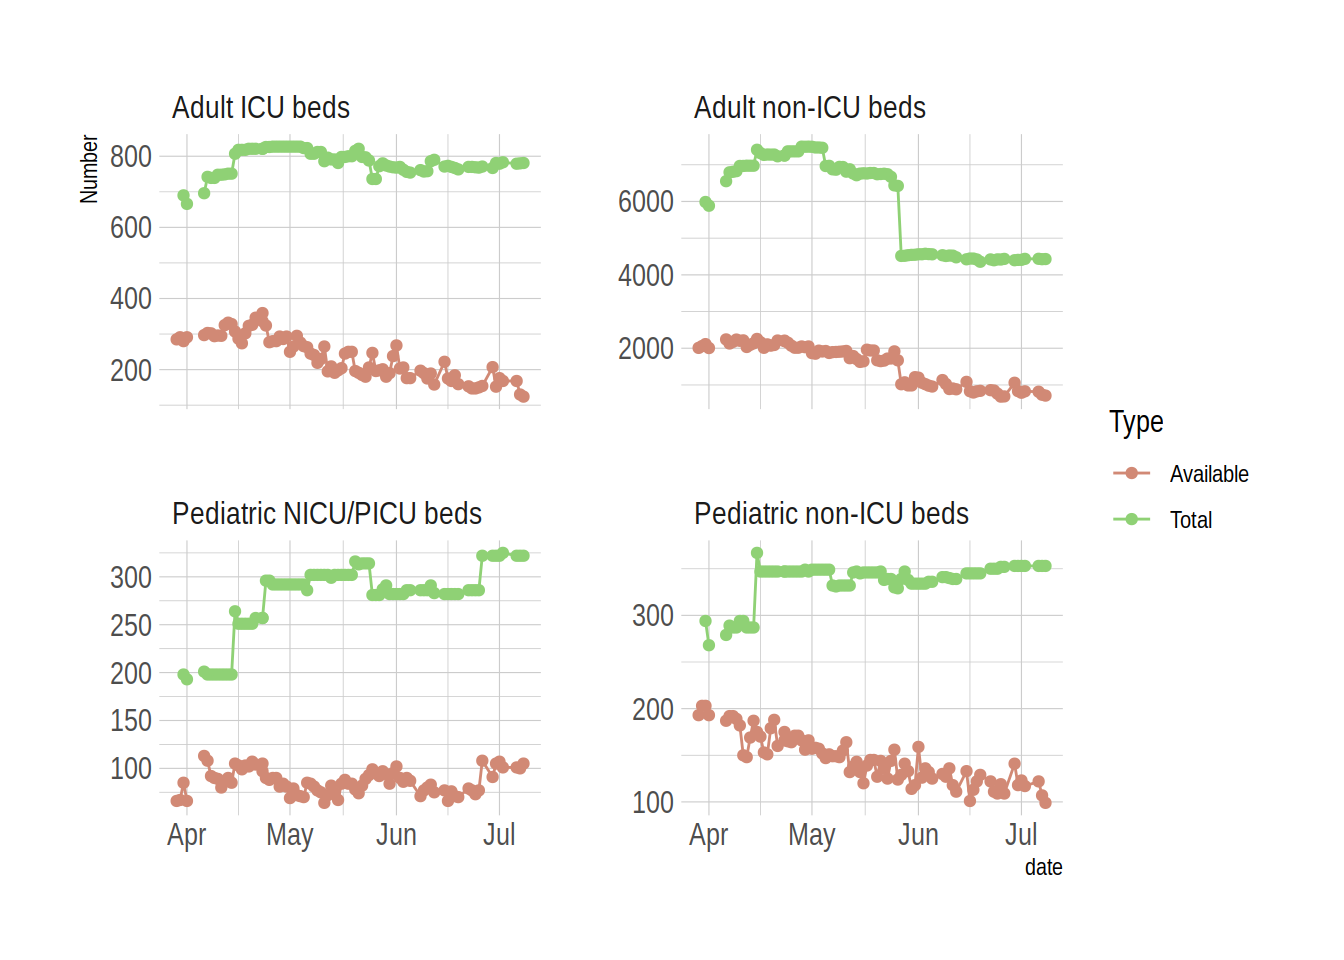 Adult ICU beds
Adult non-ICU beds
Number
800
600
400
200
6000
4000
2000
Type
Available
Total
Pediatric NICU/PICU beds
Pediatric non-ICU beds
300
250
200
150
100
300
200
100
Apr May Jun Jul
Apr May Jun Jul
date